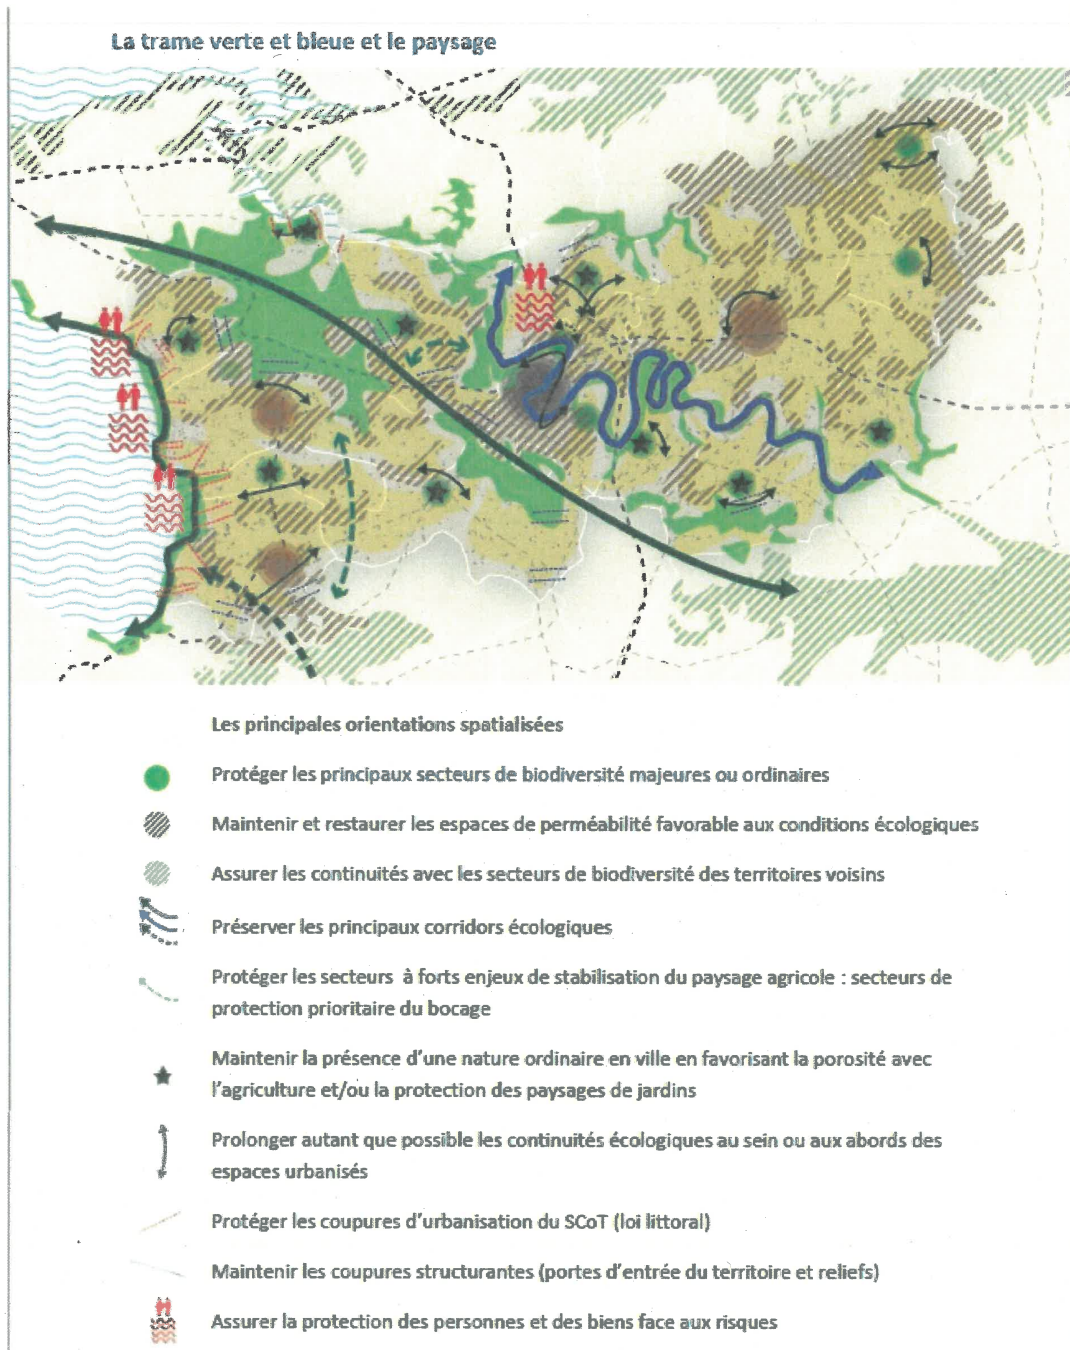 La trame verte et bleue et le paysage
Les principales orientations spatialisées
Protéger les principaux secteurs de biodiversité majeures ou ordinaires
Maintenir et restaurer les espaces de perméabilité favorable aux conditions écologiques
Assurer les continuités avec les secteurs de biodiversité des territoires voisins
Préserver les principaux corridors écologiques
Protéger les secteurs à forts enjeux de stabilisation du paysage agricole : secteurs de
protection prioritaire du bocage
Maintenir la présence d'une nature ordinaire en ville en favorisant la porosité avec
l'agriculture et/ou la protection des paysages de jardins
Prolonger autant que possible les continuités écologiques au sein ou aux abords des
espaces urbanisés
Protéger les coupures d'urbanisation du SCoT (loi littoral)
Maintenir les coupures structurantes (portes d'entrée du territoire et reliefs)
Assurer la protection des personnes et des biens face aux risques